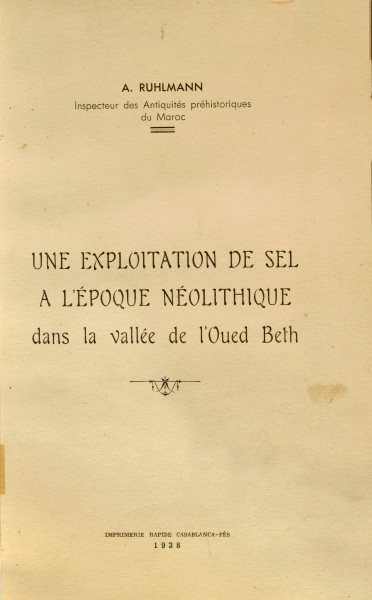 A. RUHLMANN
Inspecteur des Antiquités préhistoriques
du Maroc
UNE EXPLOITATION DE SEL
A L'ÉPOQUE NÉOLITHIQUE
dans la vallée de l'Oued Beth
IMPRIMERIE RAPIDE CASABLANCA-FÈS
1938